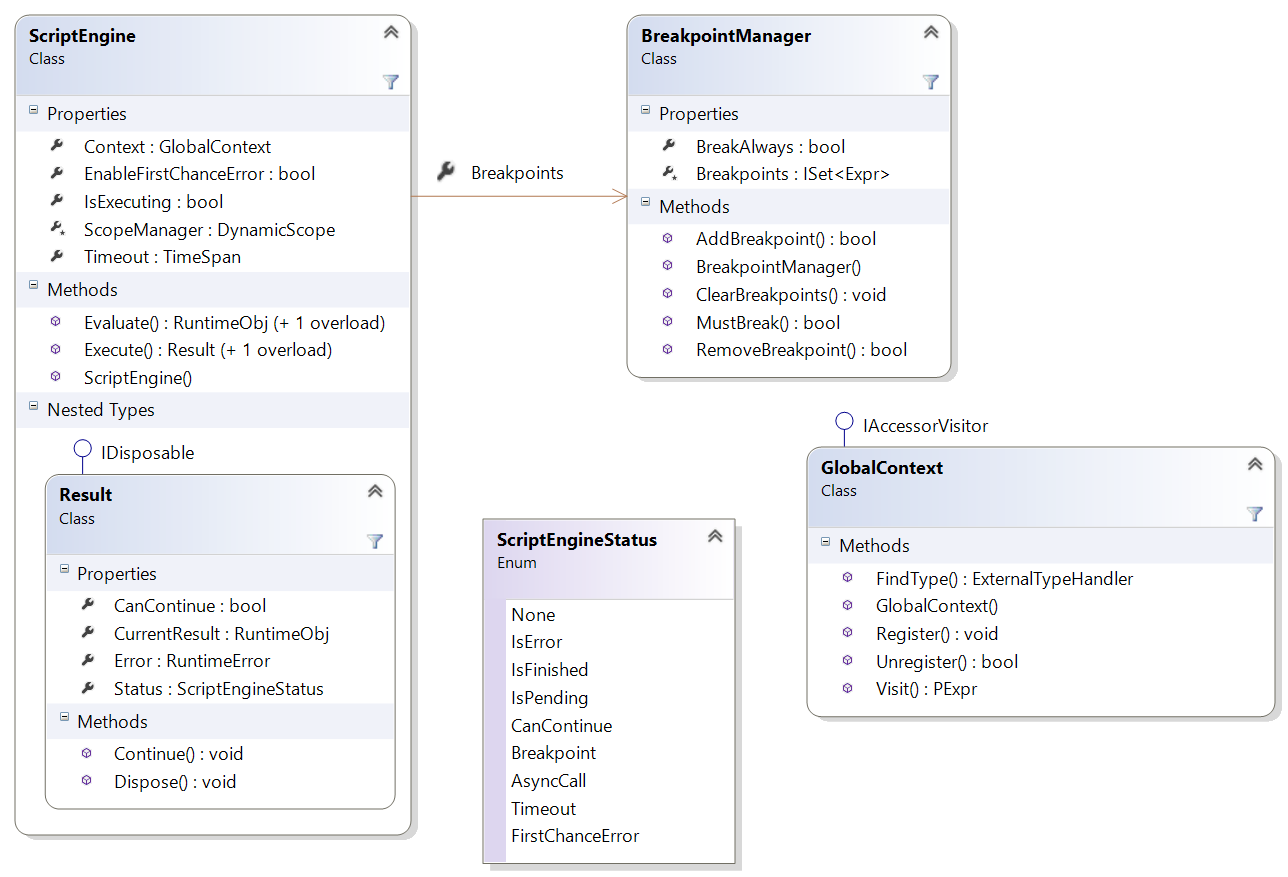 ScriptEngine
Class
Properties
Context : GlobalContext
EnableFirstChanceError : bool
IsExecuting : bool
ScopeManager : DynamicScope
Timeout : TimeSpan
Methods
Evaluate() : RuntimeObj (+ 1 overload)
Execute() : Result (+ 1 overload)
ScriptEngine()
Nested Types
IDisposable
Result
Class
Properties
CanContinue : bool
CurrentResult : RuntimeObj
Error : RuntimeError
Status : ScriptEngineStatus
Methods
Continue() : void
Dispose() : void
Breakpoints
BreakpointManager
Class
Properties
BreakAlways : bool
Breakpoints : ISet<Expr>
Methods
AddBreakpoint() : bool
BreakpointManager()
ClearBreakpoints() : void
MustBreak() : bool
RemoveBreakpoint() : bool
ScriptEngineStatus
Enum
None
IsError
IsFinished
IsPending
CanContinue
Breakpoint
AsyncCall
Timeout
FirstChanceError
IAccessorVisitor
GlobalContext
Class
Methods
FindType() : ExternalTypeHandler
GlobalContext()
Register() : void
Unregister() : bool
Visit() : PExpr